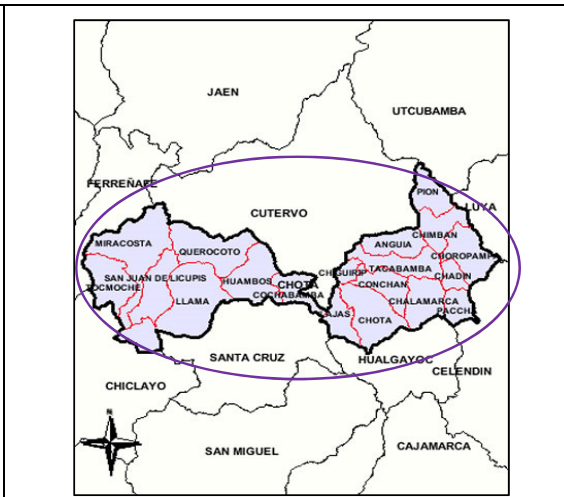 JAEN
UTCUBAMBA
FERREÑAFE
PION
LUYA
CUTERVO
CHIMBAN
MIRACOSTA
ANGUIA
QUEROCOTO
CHOROPAMP
CHIGUIRIP
TACABAMBA
SAN JUAN DE LICUPIS
CHADIN
TOCMOCHE
HUAMBOS
CHOTA
CONCHAN
COCHABAMBA
LLAMA
CHALAMARCA
PACCHA
LAJAS
CHOTA
SANTA CRUZ
HUALGAYOC
CELENDIN
CHICLAYO
N
SAN MIGUEL
CAJAMARCA